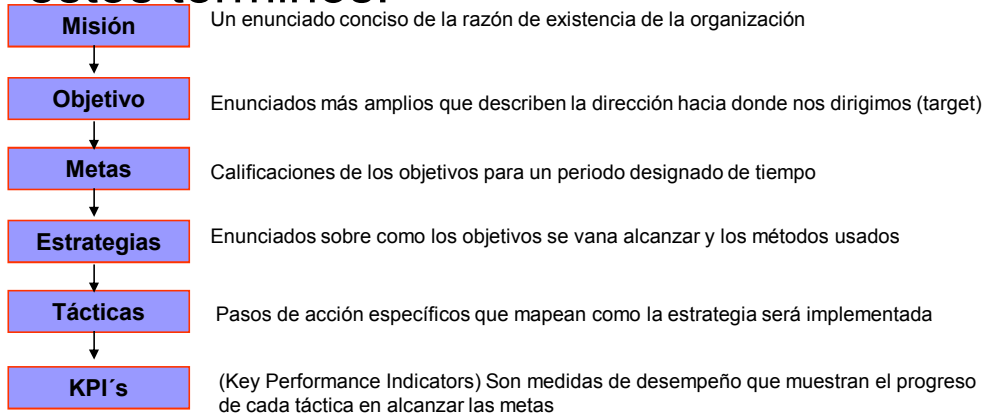 estos términos:
Misión
Un enunciado conciso de la razón de existencia de la organización
Objetivo
Enunciados más amplios que describen la dirección hacia donde nos dirigimos (target)
Metas
Calificaciones de los objetivos para un periodo designado de tiempo
Estrategias
Enunciados sobre como los objetivos se vana alcanzar y los métodos usados
Tácticas
Pasos de acción específicos que mapean como la estrategia será implementada
KPI´s
(Key Performance Indicators) Son medidas de desempeño que muestran el progreso
de cada táctica en alcanzar las metas